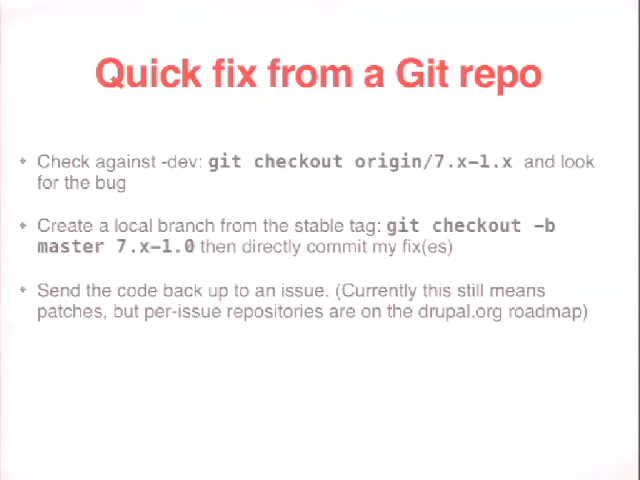 Quick fix from a Git repo
Check against -dev: git checkout origin/7.x-1.x and look
for the bug
Create a local branch from the stable tag: git checkout -b
master 7.x-1.0 then directly commit my fix(es)
Send the code back up to an issue. (Currently this still means
patches, but per-issue repositories are on the drupal.org roadmap)